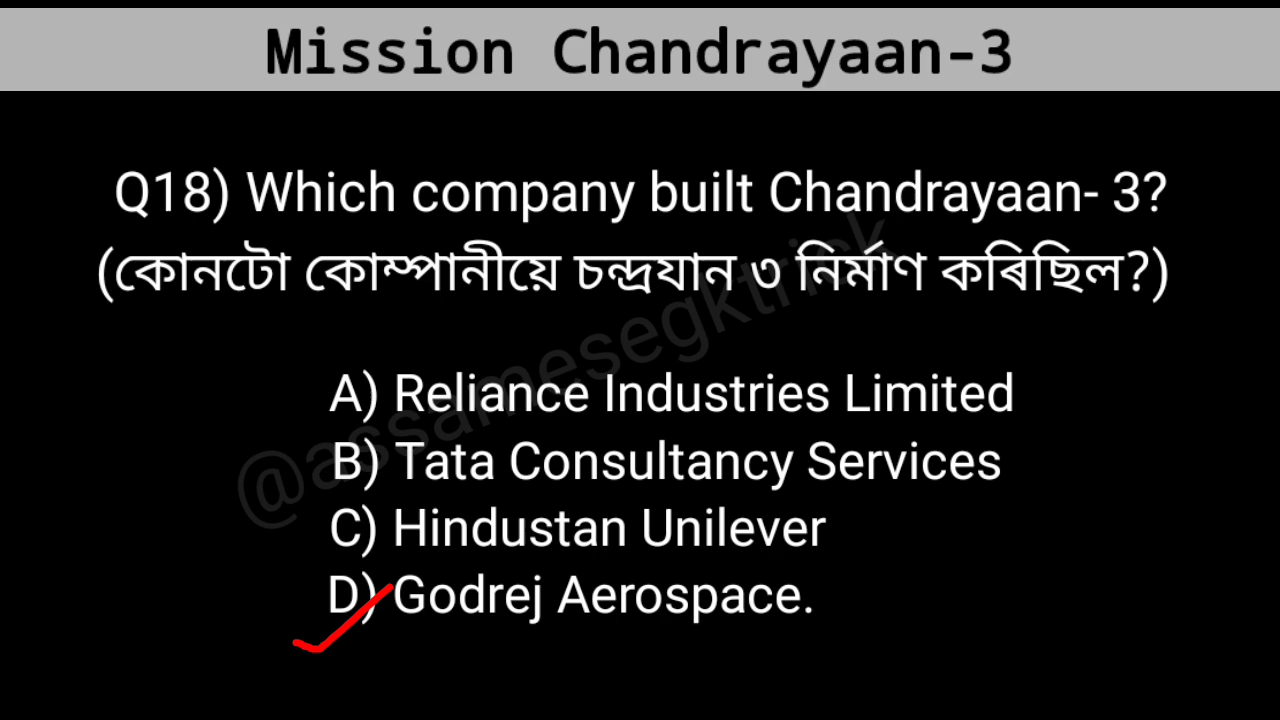 Mission Chandrayaan-3
Q18) Which company built Chandrayaan- 3?
(কোনটো কোম্পানীয়ে চন্দ্রযান ৩ নিৰ্মাণ কৰিছিল?)
@assamesegktrick
A) Reliance Industries Limited
B) Tata Consultancy Services
C) Hindustan Unilever
D) Godrej Aerospace.